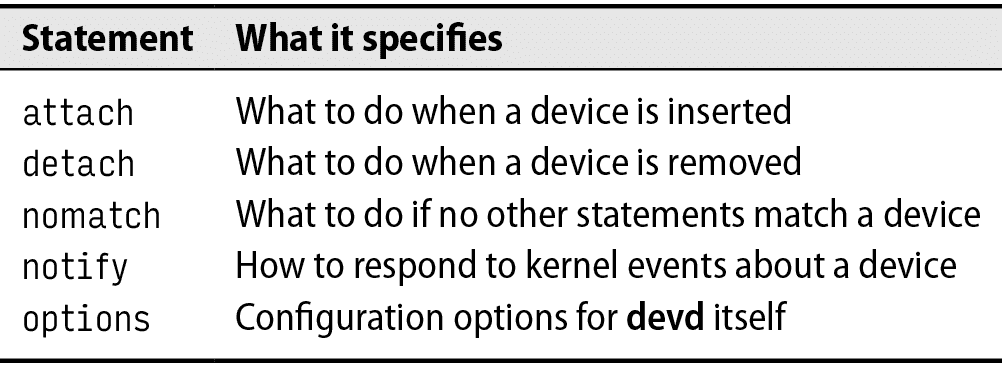 Statement What it specifies
attach What to do when a device is inserted
detach What to do when a device is removed
nomatch What to do if no other statements match a device
notify How to respond to kernel events about a device
options Configuration options for devd itself